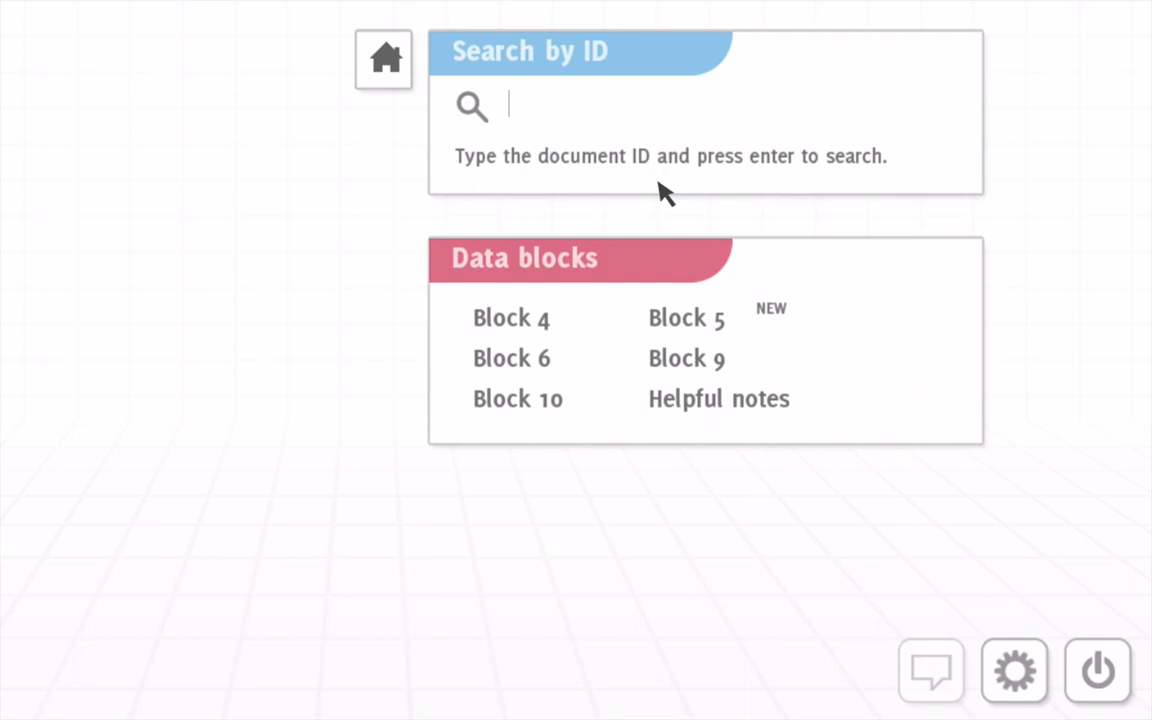 Search by ID
Type the document ID and press enter to search.
Data blocks
Block 4 Block 5 NEW
Block 6 Block 9
Block 10 Helpful notes